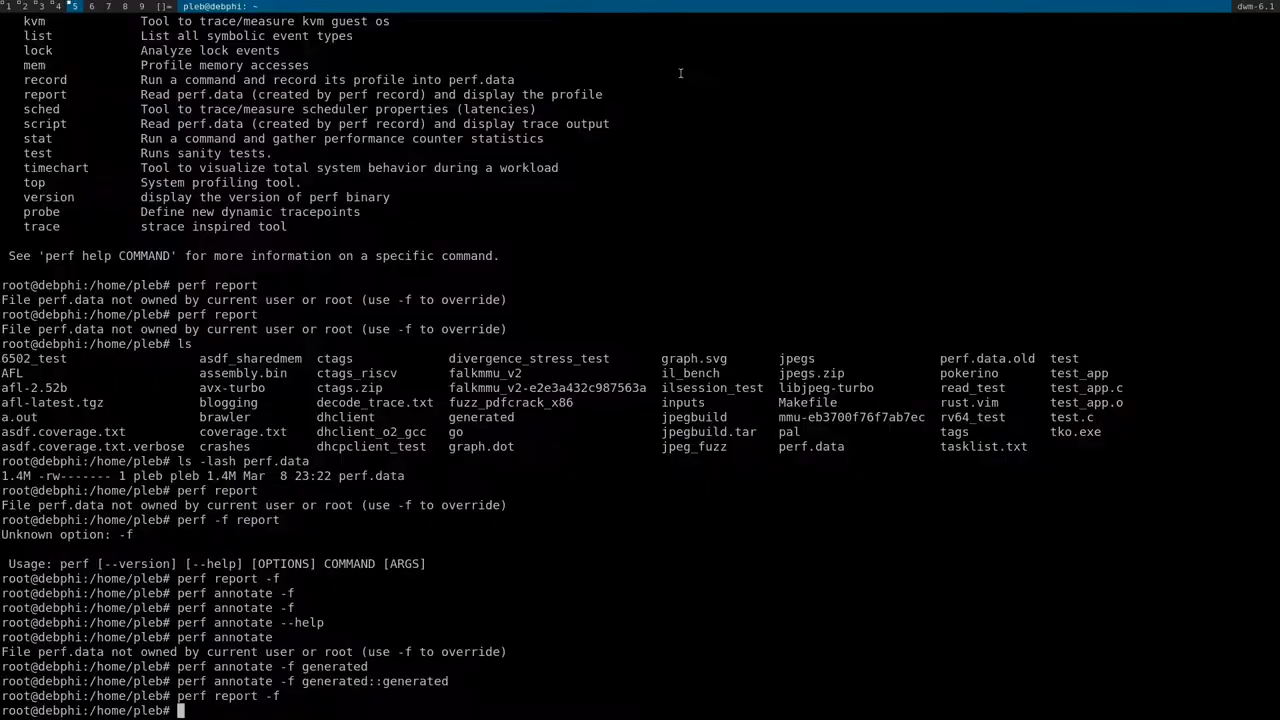 1 2 3 4 5 6 7 8 9 []= pleb@debphi: ~ dwm-6.1
kvm Tool to trace/measure kvm guest os
list List all symbolic event types
lock Analyze lock events
mem Profile memory accesses
record Run a command and record its profile into perf.data
report Read perf.data (created by perf record) and display the profile
sched Tool to trace/measure scheduler properties (latencies)
script Read perf.data (created by perf record) and display trace output
stat Run a command and gather performance counter statistics
test Runs sanity tests.
timechart Tool to visualize total system behavior during a workload
top System profiling tool.
version display the version of perf binary
probe Define new dynamic tracepoints
trace strace inspired tool
See 'perf help COMMAND' for more information on a specific command.
root@debphi:/home/pleb# perf report
File perf.data not owned by current user or root (use -f to override)
root@debphi:/home/pleb# perf report
File perf.data not owned by current user or root (use -f to override)
root@debphi:/home/pleb# ls
6502_test asdf_sharedmem ctags divergence_stress_test graph.svg jpegs perf.data.old test
AFL assembly.bin ctags_riscv falkmmu_v2 il_bench jpegs.zip pokerino test_app
afl-2.52b avx-turbo ctags.zip falkmmu_v2-e2e3a432c987563a ilsession_test libjpeg-turbo read_test test_app.c
afl-latest.tgz blogging decode_trace.txt fuzz_pdfcrack_x86 inputs Makefile rust.vim test_app.o
a.out brawler dhclient generated jpegbuild mmu-eb3700f76f7ab7ec rv64_test test.c
asdf.coverage.txt coverage.txt dhclient_o2_gcc go jpegbuild.tar pal tags tko.exe
asdf.coverage.txt.verbose crashes dhcpclient_test graph.dot jpeg_fuzz perf.data tasklist.txt
root@debphi:/home/pleb# ls -lash perf.data
1.4M -rw------- 1 pleb pleb 1.4M Mar  8 23:22 perf.data
root@debphi:/home/pleb# perf report
File perf.data not owned by current user or root (use -f to override)
root@debphi:/home/pleb# perf -f report
Unknown option: -f
Usage: perf [--version] [--help] [OPTIONS] COMMAND [ARGS]
root@debphi:/home/pleb# perf report -f
root@debphi:/home/pleb# perf annotate -f
root@debphi:/home/pleb# perf annotate -f
root@debphi:/home/pleb# perf annotate --help
root@debphi:/home/pleb# perf annotate
File perf.data not owned by current user or root (use -f to override)
root@debphi:/home/pleb# perf annotate -f generated
root@debphi:/home/pleb# perf annotate -f generated::generated
root@debphi:/home/pleb# perf report -f
root@debphi:/home/pleb#